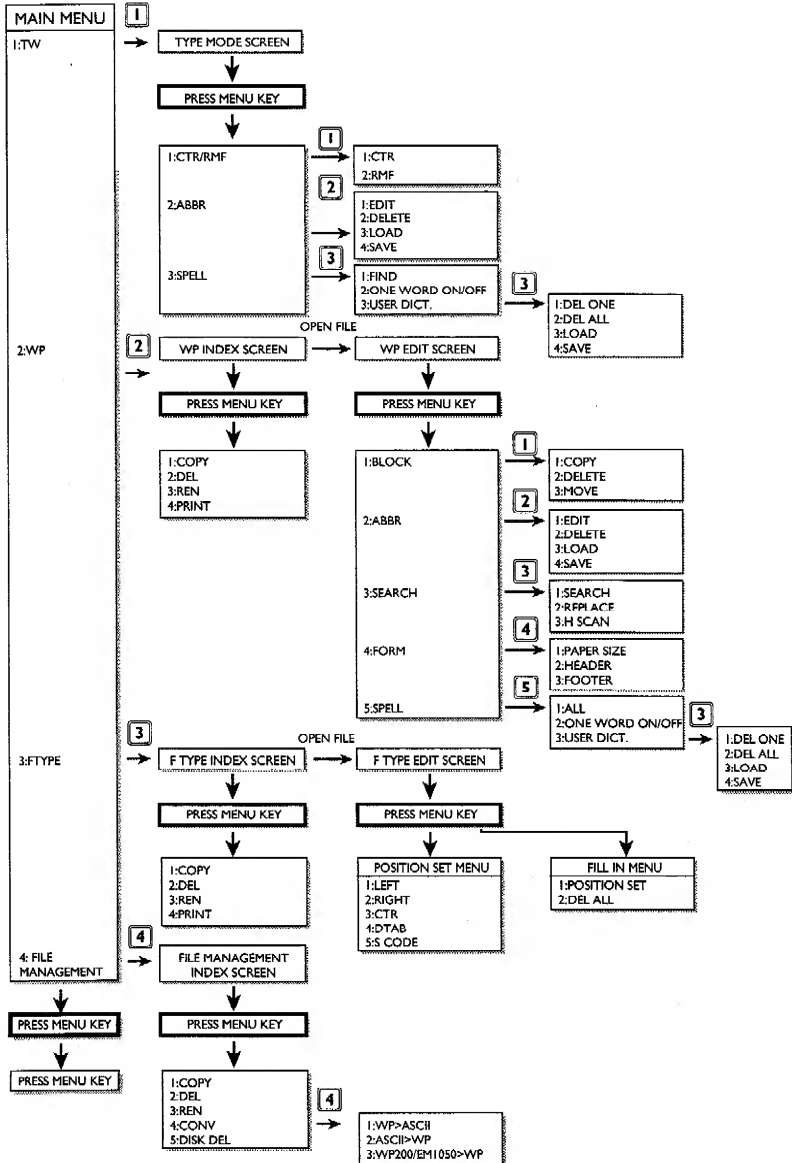 MAIN MENU
1
1:TW
TYPE MODE SCREEN
PRESS MENU KEY
1:CTR/RMF
2:ABBR
3:SPELL
1
1:CTR
2:RMF
2
1:EDIT
2:DELETE
3:LOAD
4:SAVE
3
1:FIND
2:ONE WORD ON/OFF
3:USER DICT.
3
1:DEL ONE
2:DEL ALL
3:LOAD
4:SAVE
2:WP
2
WP INDEX SCREEN
OPEN FILE
WP EDIT SCREEN
PRESS MENU KEY
PRESS MENU KEY
1:COPY
2:DEL
3:REN
4:PRINT
1:BLOCK
2:ABBR
3:SEARCH
4:FORM
5:SPELL
1
1:COPY
2:DELETE
3:MOVE
2
1:EDIT
2:DELETE
3:LOAD
4:SAVE
3
1:SEARCH
2:REPLACE
3:H SCAN
4
1:PAPER SIZE
2:HEADER
3:FOOTER
5
1:ALL
2:ONE WORD ON/OFF
3:USER DICT.
3
1:DEL ONE
2:DEL ALL
3:LOAD
4:SAVE
3:FTYPE
3
F TYPE INDEX SCREEN
OPEN FILE
F TYPE EDIT SCREEN
PRESS MENU KEY
PRESS MENU KEY
1:COPY
2:DEL
3:REN
4:PRINT
POSITION SET MENU
1:LEFT
2:RIGHT
3:CTR
4:DTAB
5:S CODE
FILL IN MENU
1:POSITION SET
2:DEL ALL
4: FILE
MANAGEMENT
4
FILE MANAGEMENT
INDEX SCREEN
PRESS MENU KEY
PRESS MENU KEY
PRESS MENU KEY
1:COPY
2:DEL
3:REN
4:CONV
5:DISK DEL
4
1:WP>ASCII
2:ASCII>WP
3:WP200/EM1050>WP